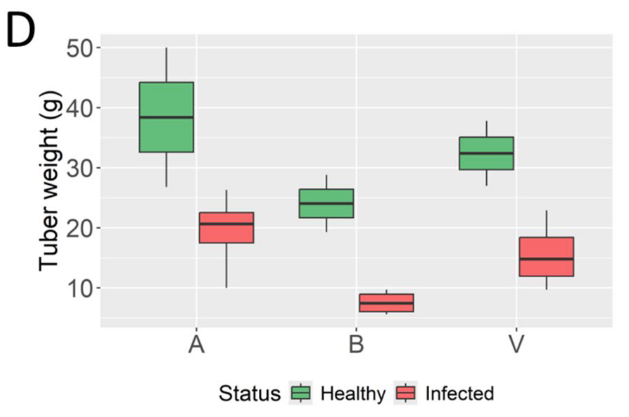 D
Tuber weight (g)
50
40
30
20
10
A B V
Status Healthy Infected